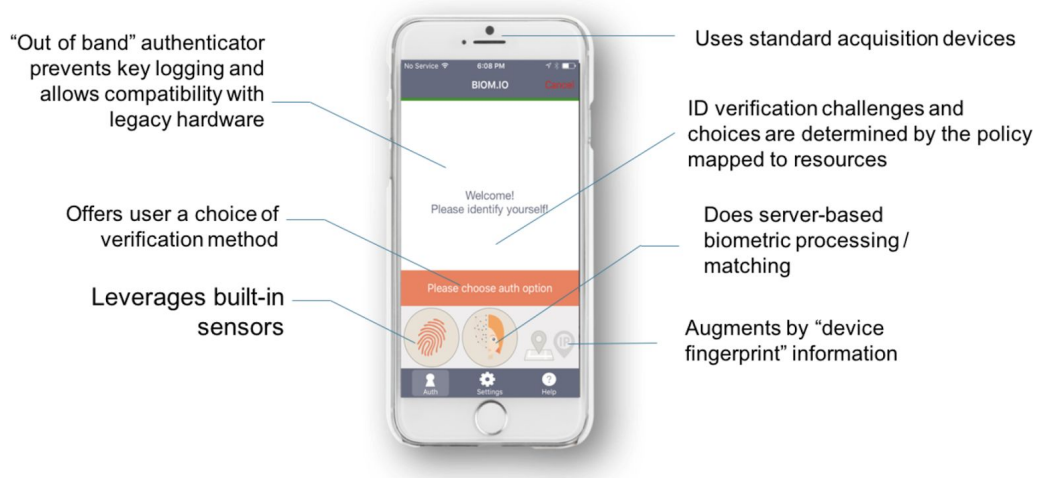 “Out of band” authenticator
prevents key logging and
allows compatibility with
legacy hardware
Offers user a choice of
verification method
Leverages built-in
sensors
No Service 6:08 PM
BIOM.IO Cancel
Welcome!
Please identify yourself!
Please choose auth option
IP
Auth Settings Help
Uses standard acquisition devices
ID verification challenges and
choices are determined by the policy
mapped to resources
Does server-based
biometric processing /
matching
Augments by “device
fingerprint” information